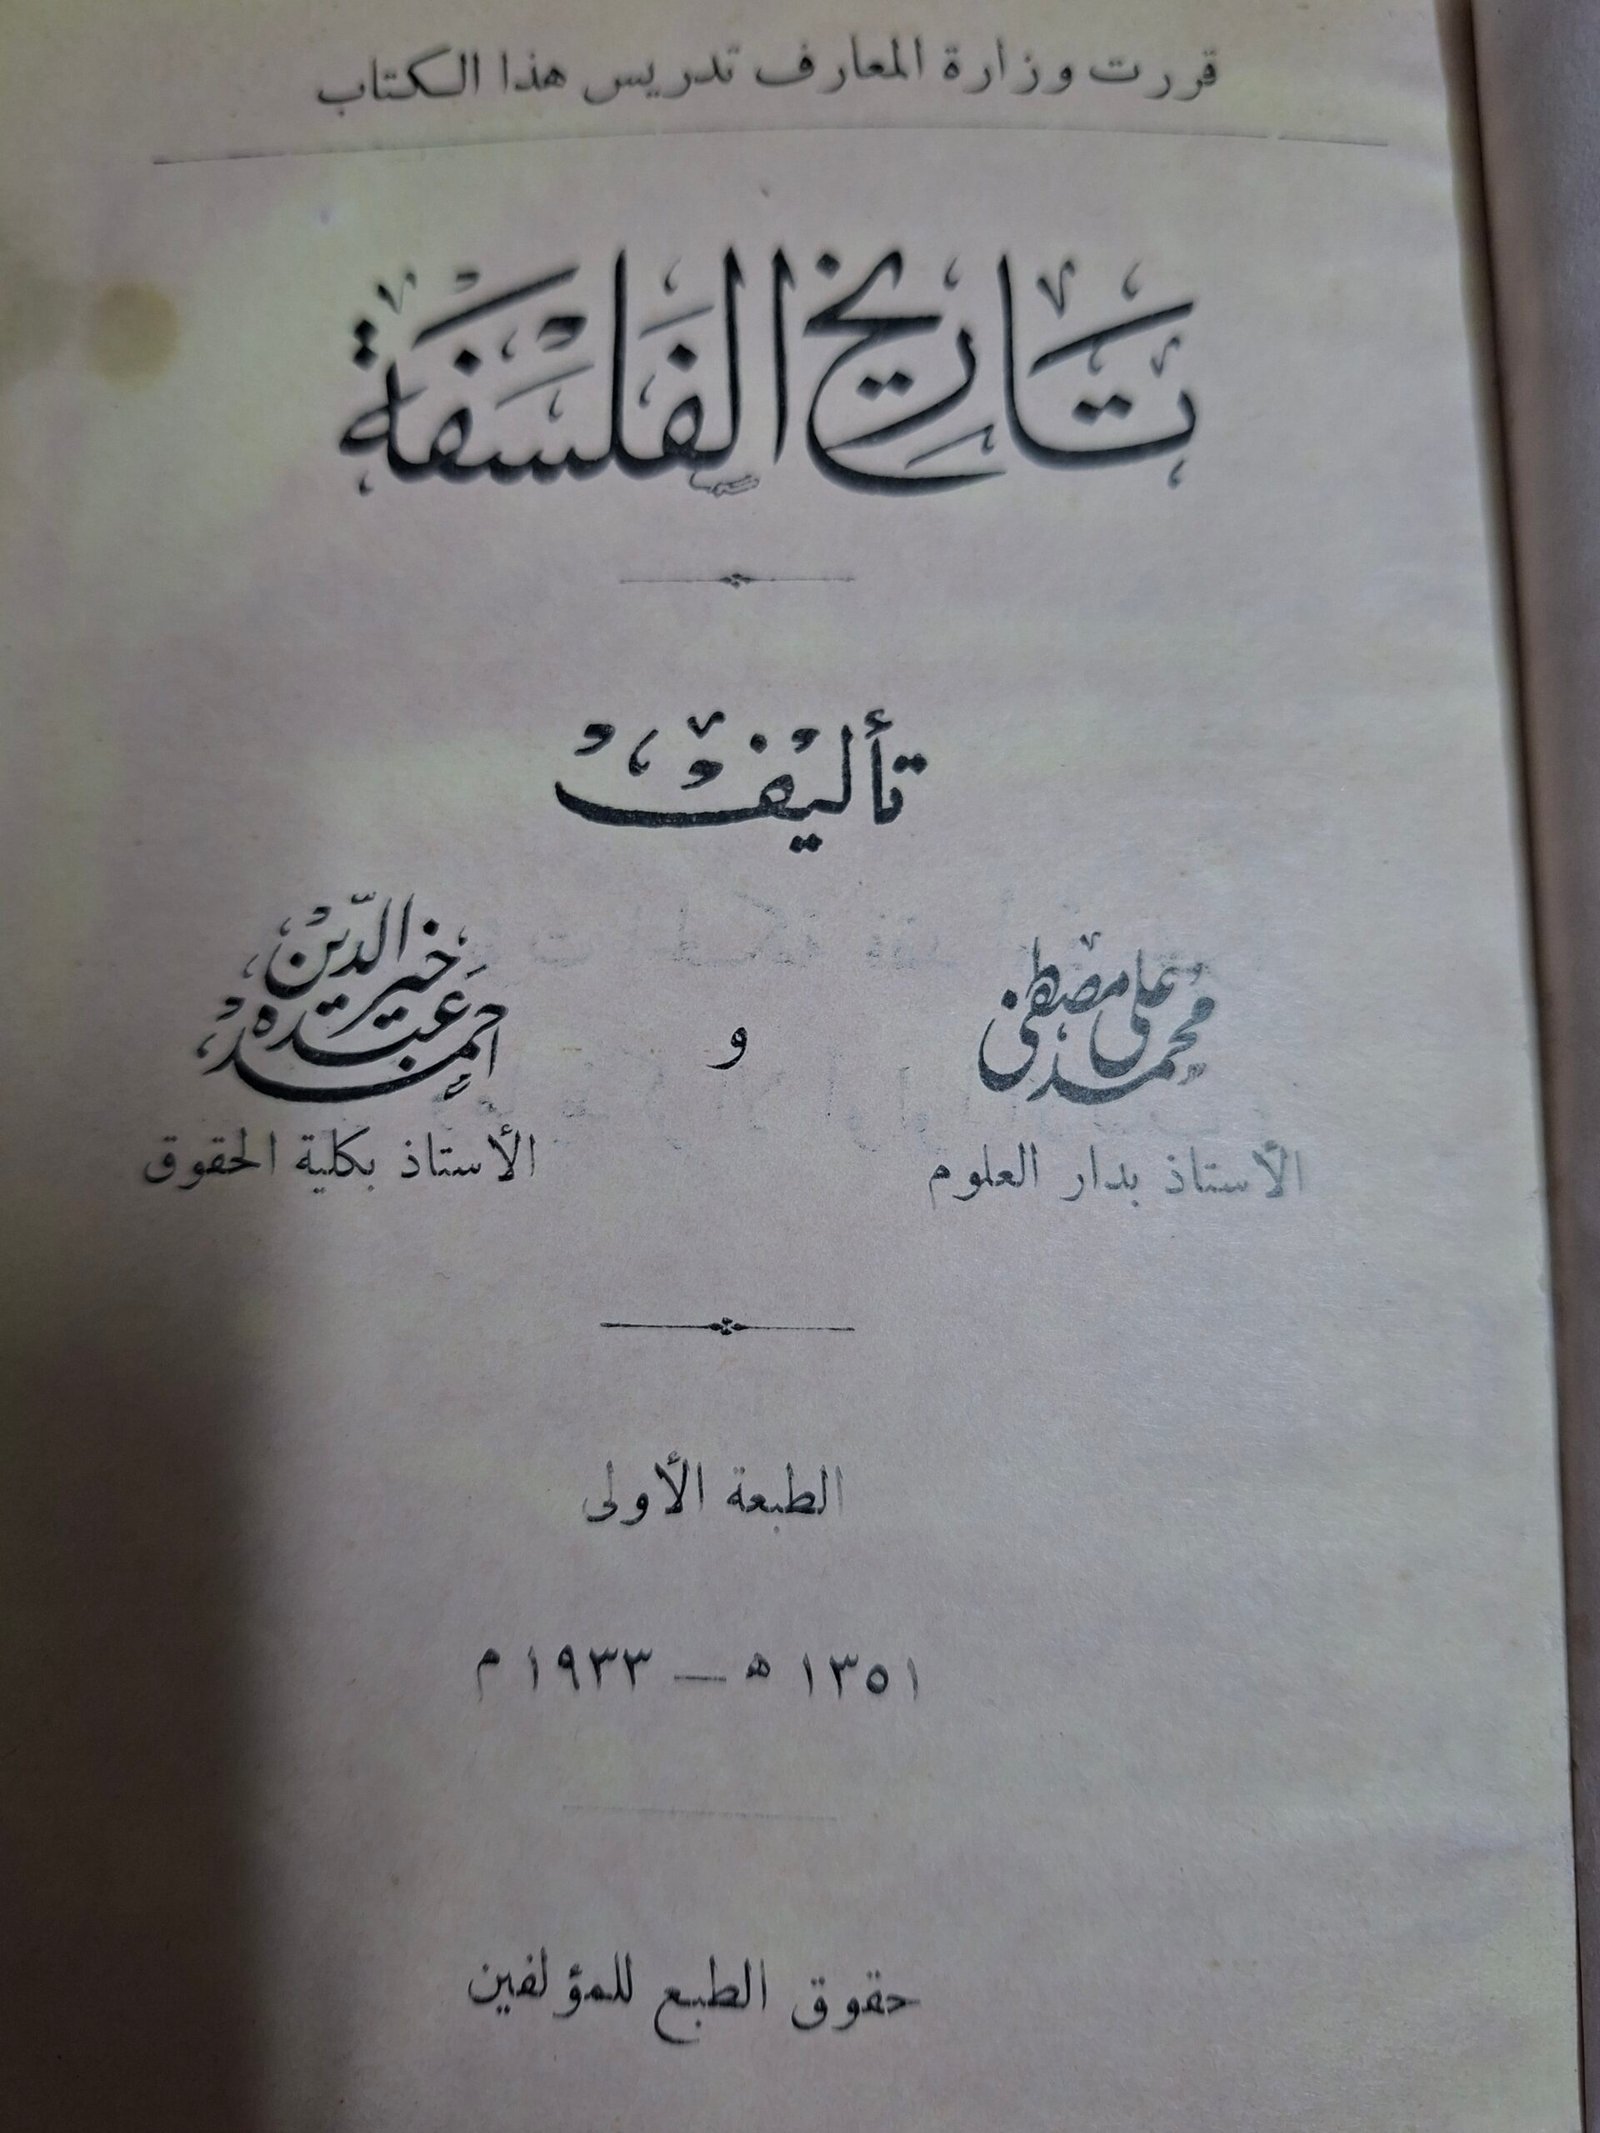 قررت وزارة المعارف تدريس هذا الكتاب
تاريخ الفلسفة
تأليف
محمد علي مصطفى و أحمد عبده خير الدين
الأستاذ بدار العلوم الأستاذ بكلية الحقوق
الطبعة الأولى
١٣٥١ هـ — ١٩٣٣ م
حقوق الطبع للمؤلفين